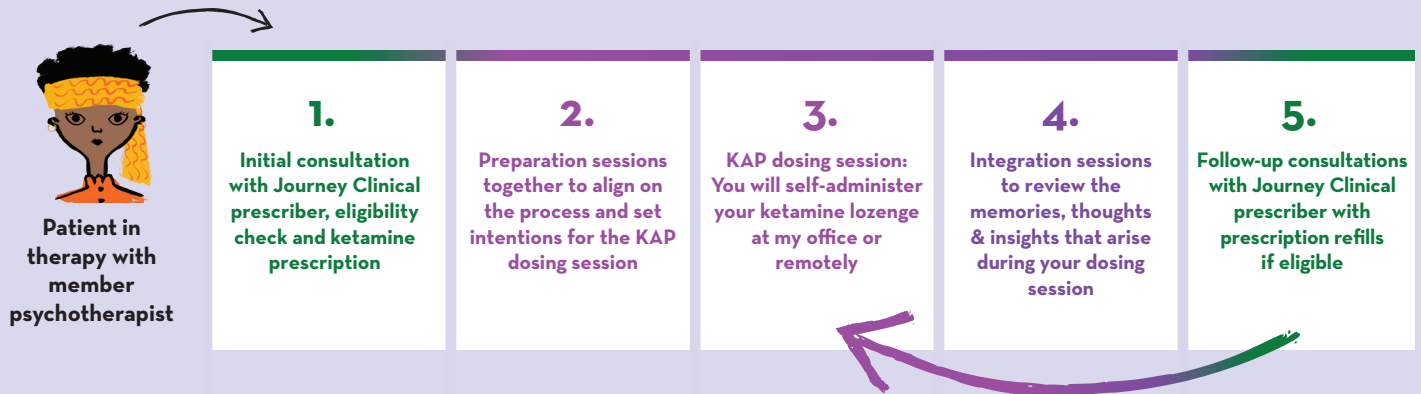 Patient in
therapy with
member
psychotherapist
1.
Initial consultation
with Journey Clinical
prescriber, eligibility
check and ketamine
prescription
2.
Preparation sessions
together to align on
the process and set
intentions for the KAP
dosing session
3.
KAP dosing session:
You will self-administer
your ketamine lozenge
at my office or
remotely
4.
Integration sessions
to review the
memories, thoughts
& insights that arise
during your dosing
session
5.
Follow-up consultations
with Journey Clinical
prescriber with
prescription refills
if eligible